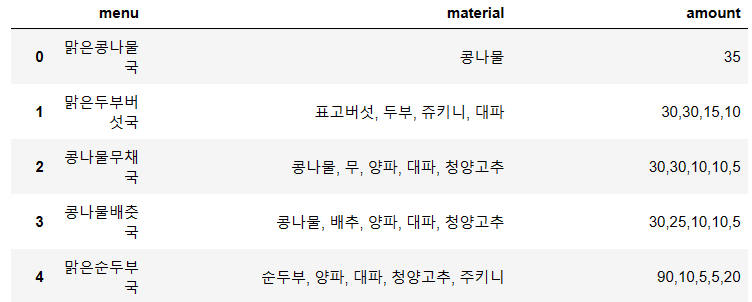 menu material amount
0 맑은콩나물국 콩나물 35
1 맑은두부버섯국 표고버섯, 두부, 쥬키니, 대파 30,30,15,10
2 콩나물무채국 콩나물, 무, 양파, 대파, 청양고추 30,30,10,10,5
3 콩나물배춧국 콩나물, 배추, 양파, 대파, 청양고추 30,25,10,10,5
4 맑은순두부국 순두부, 양파, 대파, 청양고추, 주키니 90,10,5,5,20